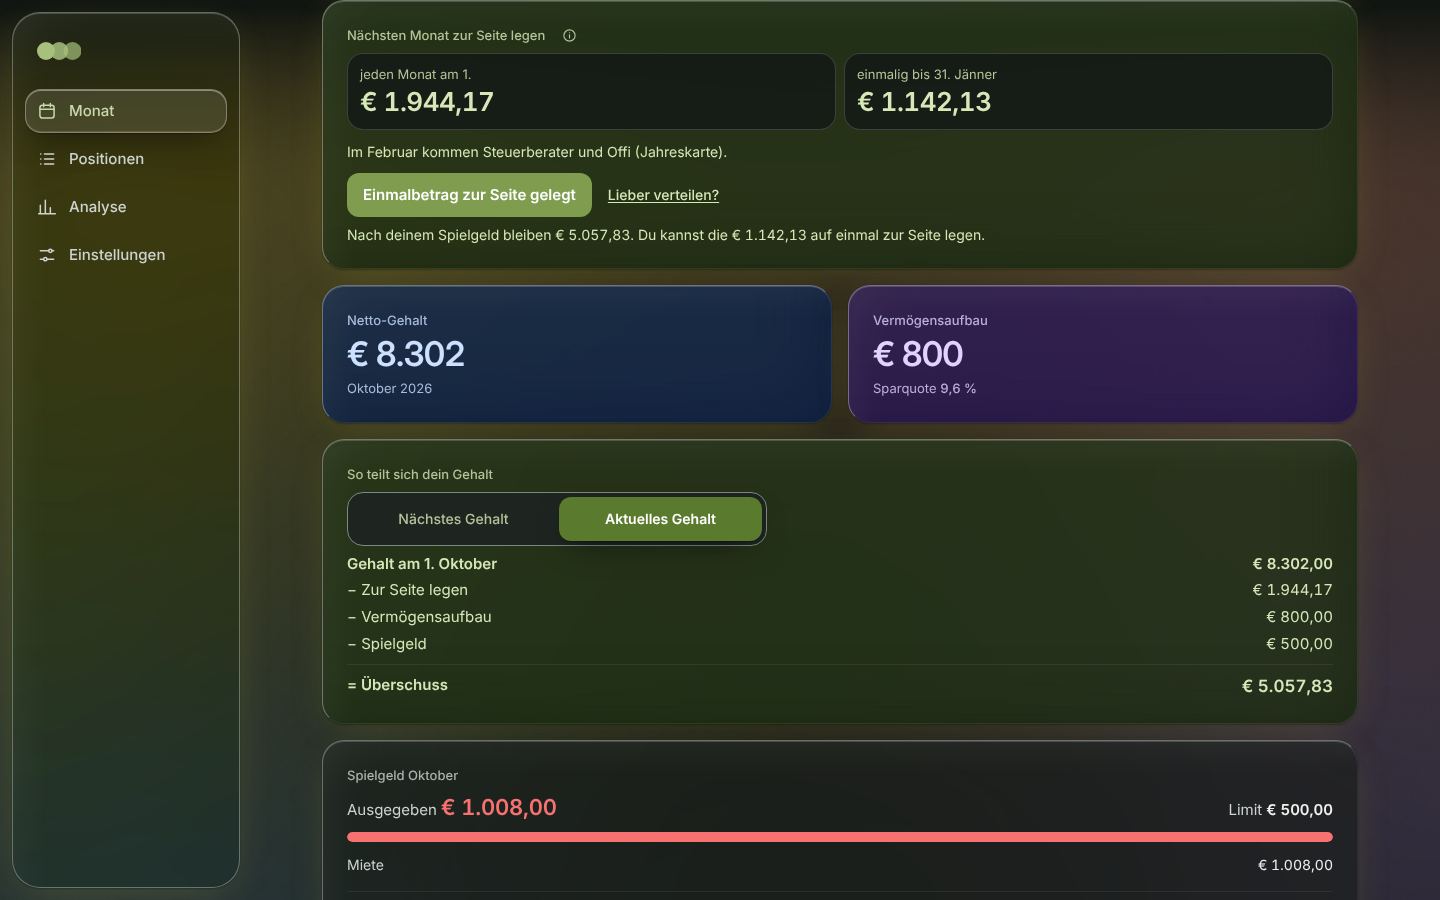 Monat
Positionen
Analyse
Einstellungen
Nächsten Monat zur Seite legen
jeden Monat am 1.
€ 1.944,17
einmalig bis 31. Jänner
€ 1.142,13
Im Februar kommen Steuerberater und Offi (Jahreskarte).
Einmalbetrag zur Seite gelegt
Lieber verteilen?
Nach deinem Spielgeld bleiben € 5.057,83. Du kannst die € 1.142,13 auf einmal zur Seite legen.
Netto-Gehalt
€ 8.302
Oktober 2026
Vermögensaufbau
€ 800
Sparquote 9,6 %
So teilt sich dein Gehalt
Nächstes Gehalt
Aktuelles Gehalt
Gehalt am 1. Oktober € 8.302,00
− Zur Seite legen € 1.944,17
− Vermögensaufbau € 800,00
− Spielgeld € 500,00
= Überschuss € 5.057,83
Spielgeld Oktober
Ausgegeben € 1.008,00 Limit € 500,00
Miete € 1.008,00